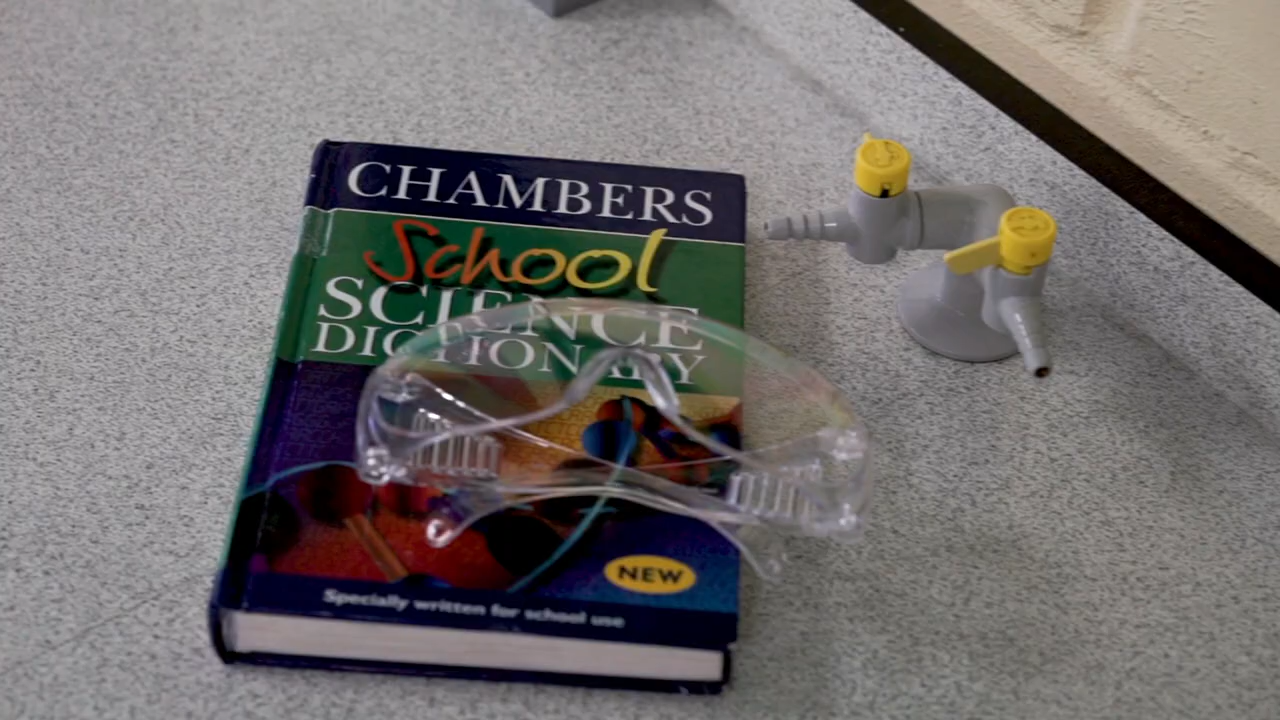 CHAMBERS
School
SCIENCE
DICTIONARY
NEW
Specially written for school use